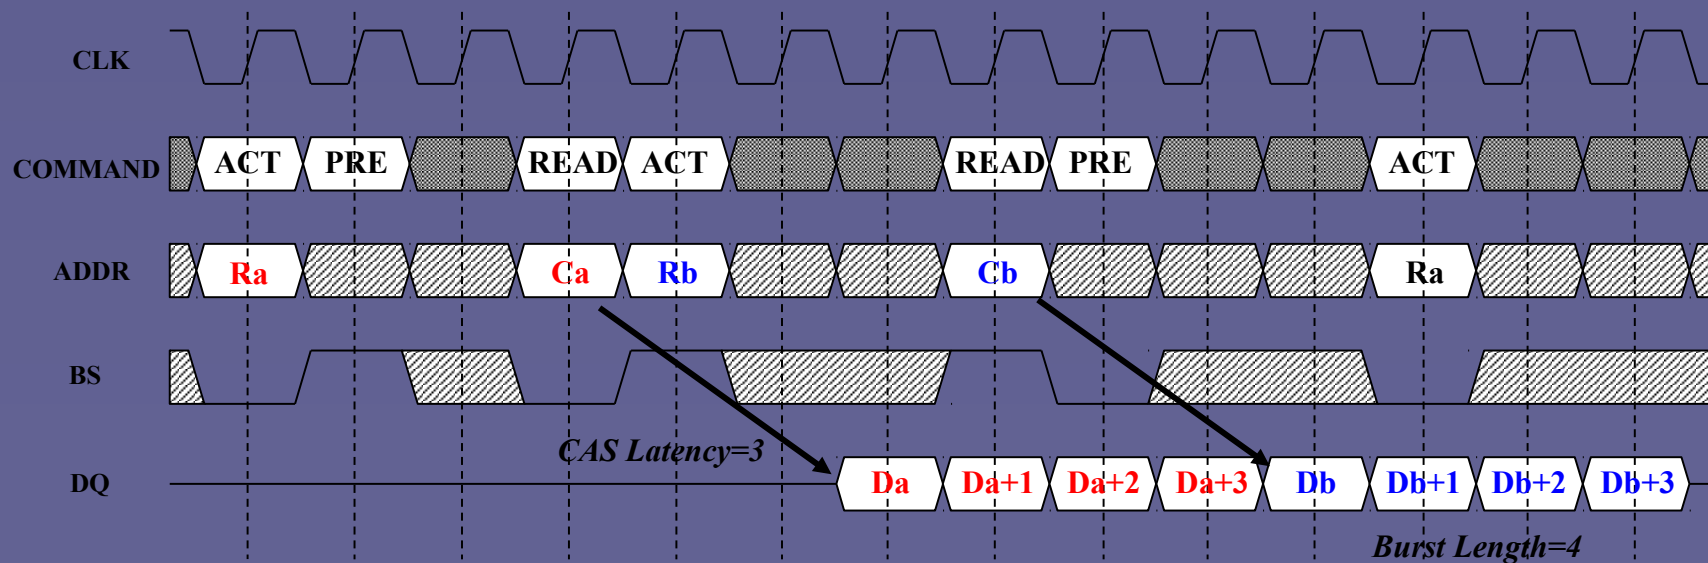 CLK
COMMAND ACT PRE READ ACT READ PRE ACT
ADDR Ra Ca Rb Cb Ra
BS
CAS Latency=3
DQ Da Da+1 Da+2 Da+3 Db Db+1 Db+2 Db+3
Burst Length=4